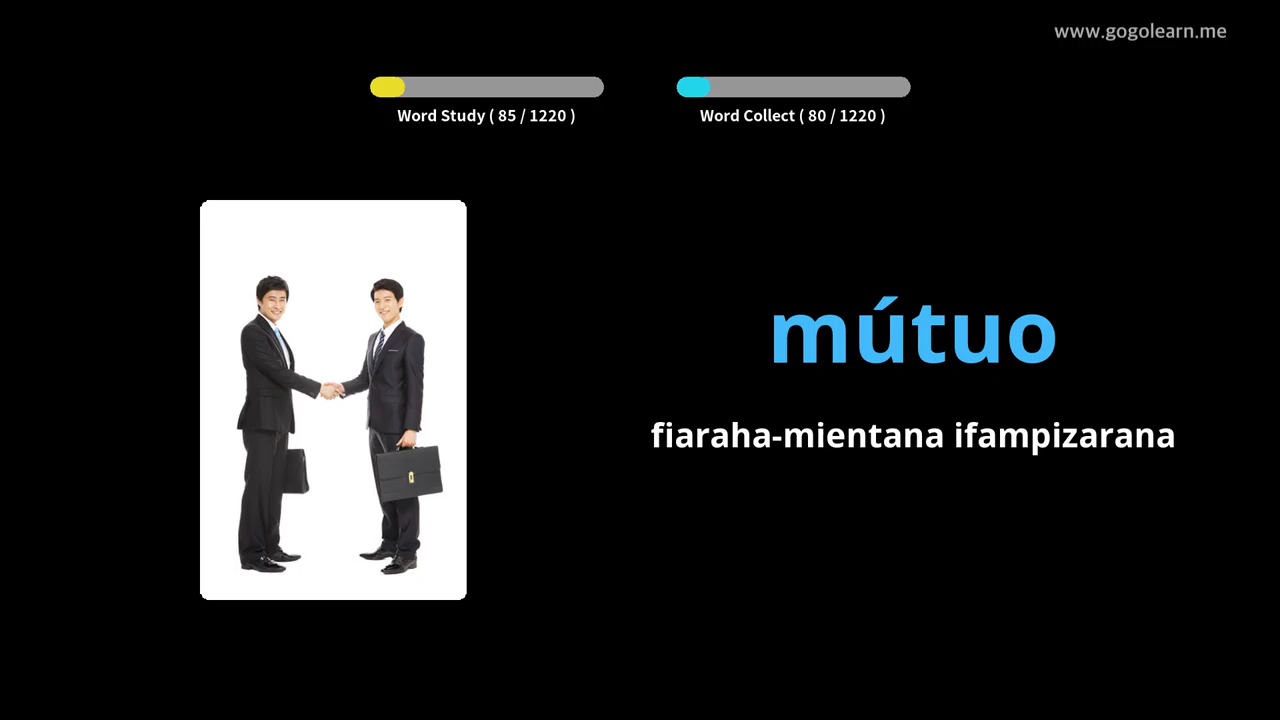 www.gogolearn.me
Word Study ( 85 / 1220 )
Word Collect ( 80 / 1220 )
mútuo
fiaraha-mientana ifampizarana